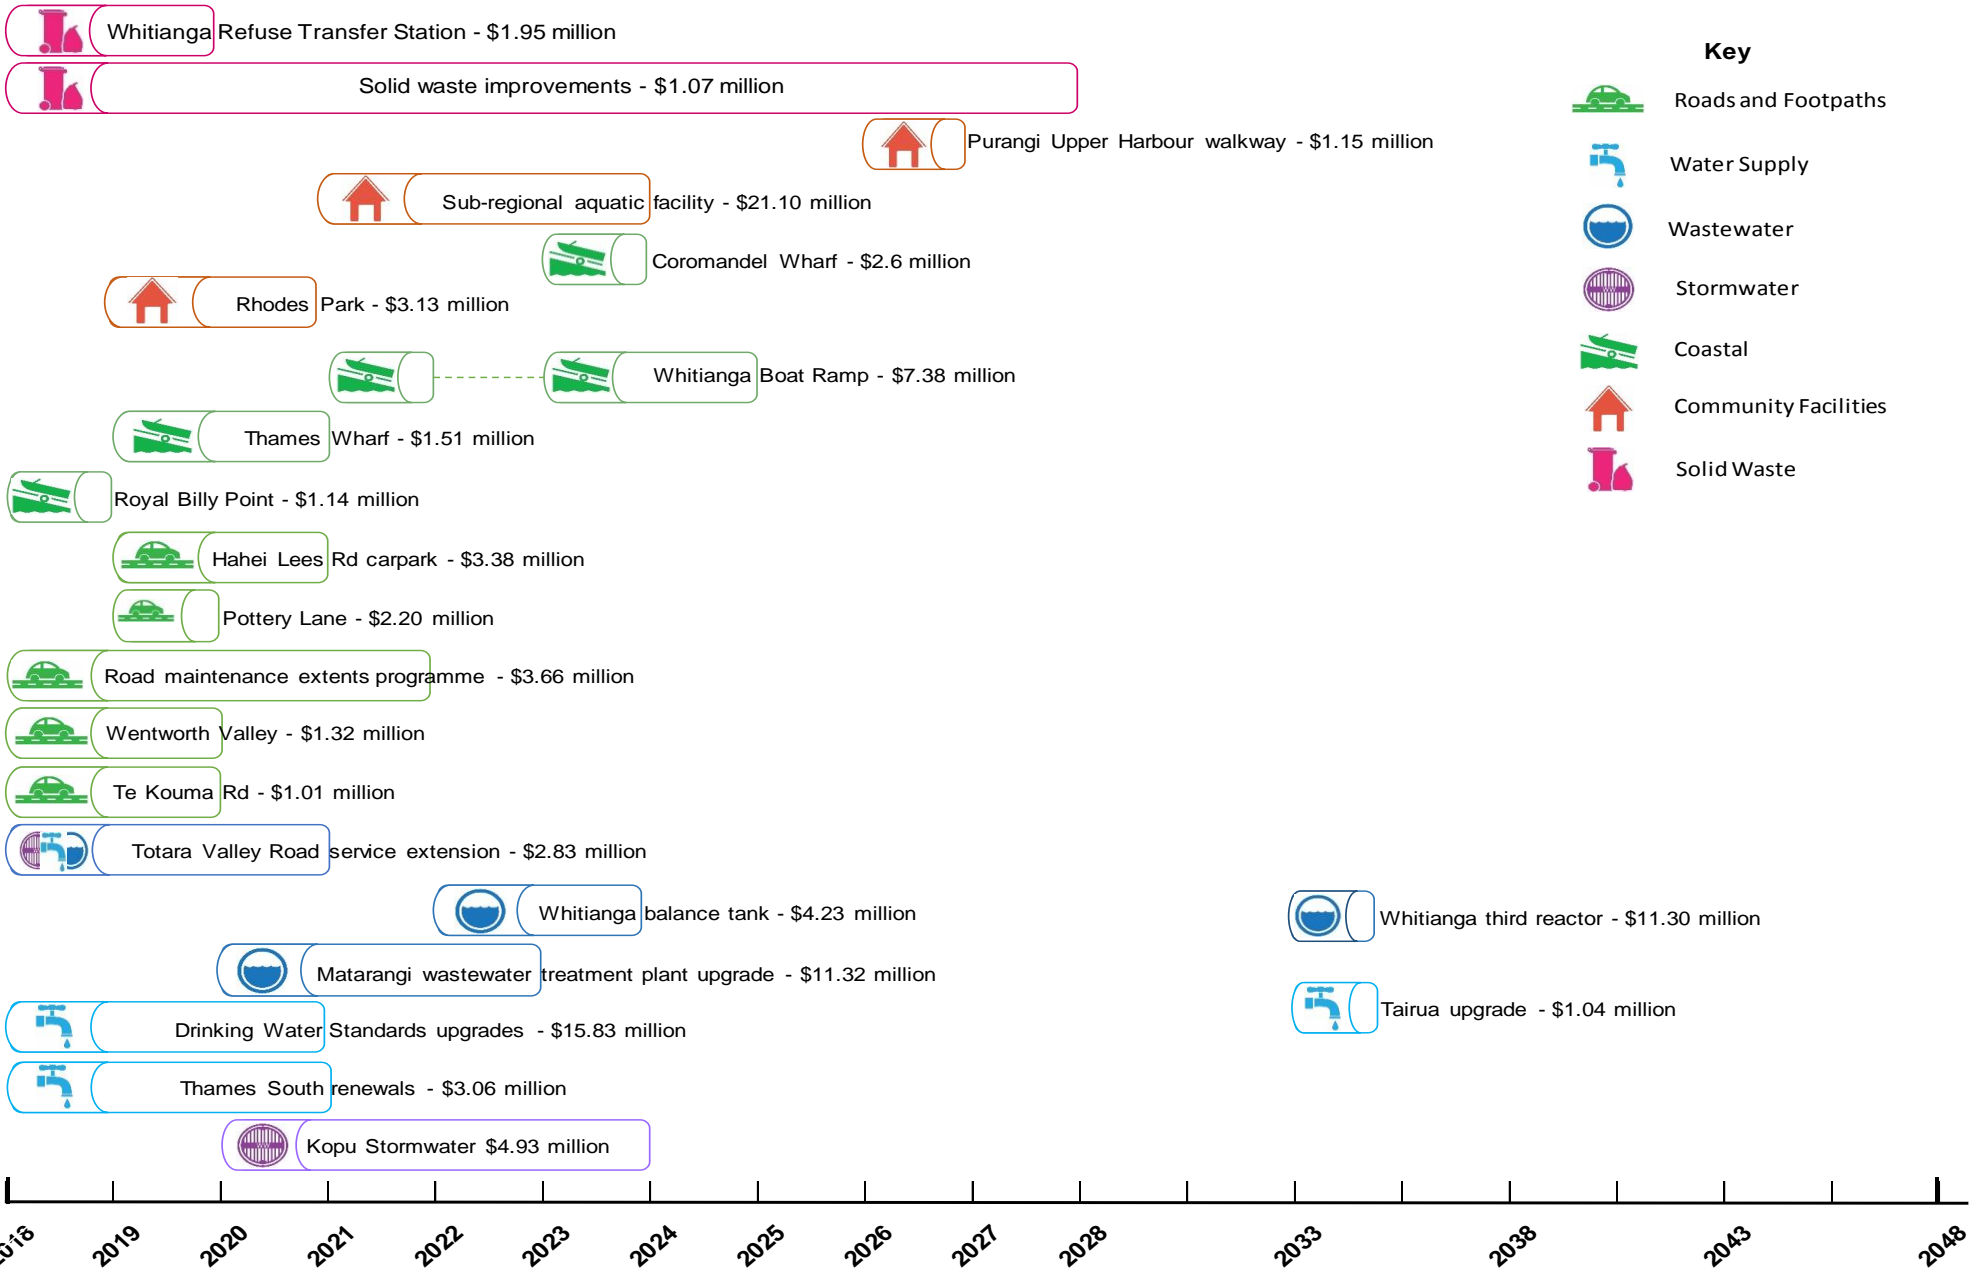 Whitianga Refuse Transfer Station - $1.95 million
Solid waste improvements - $1.07 million
Purangi Upper Harbour walkway - $1.15 million
Sub-regional aquatic facility - $21.10 million
Coromandel Wharf - $2.6 million
Rhodes Park - $3.13 million
Whitianga Boat Ramp - $7.38 million
Thames Wharf - $1.51 million
Royal Billy Point - $1.14 million
Hahei Lees Rd carpark - $3.38 million
Pottery Lane - $2.20 million
Road maintenance extents programme - $3.66 million
Wentworth Valley - $1.32 million
Te Kouma Rd - $1.01 million
Totara Valley Road service extension - $2.83 million
Whitianga balance tank - $4.23 million
Whitianga third reactor - $11.30 million
Matarangi wastewater treatment plant upgrade - $11.32 million
Tairua upgrade - $1.04 million
Drinking Water Standards upgrades - $15.83 million
Thames South renewals - $3.06 million
Kopu Stormwater $4.93 million
Key
Roads and Footpaths
Water Supply
Wastewater
Stormwater
Coastal
Community Facilities
Solid Waste
2018 2019 2020 2021 2022 2023 2024 2025 2026 2027 2028 2033 2038 2043 2048